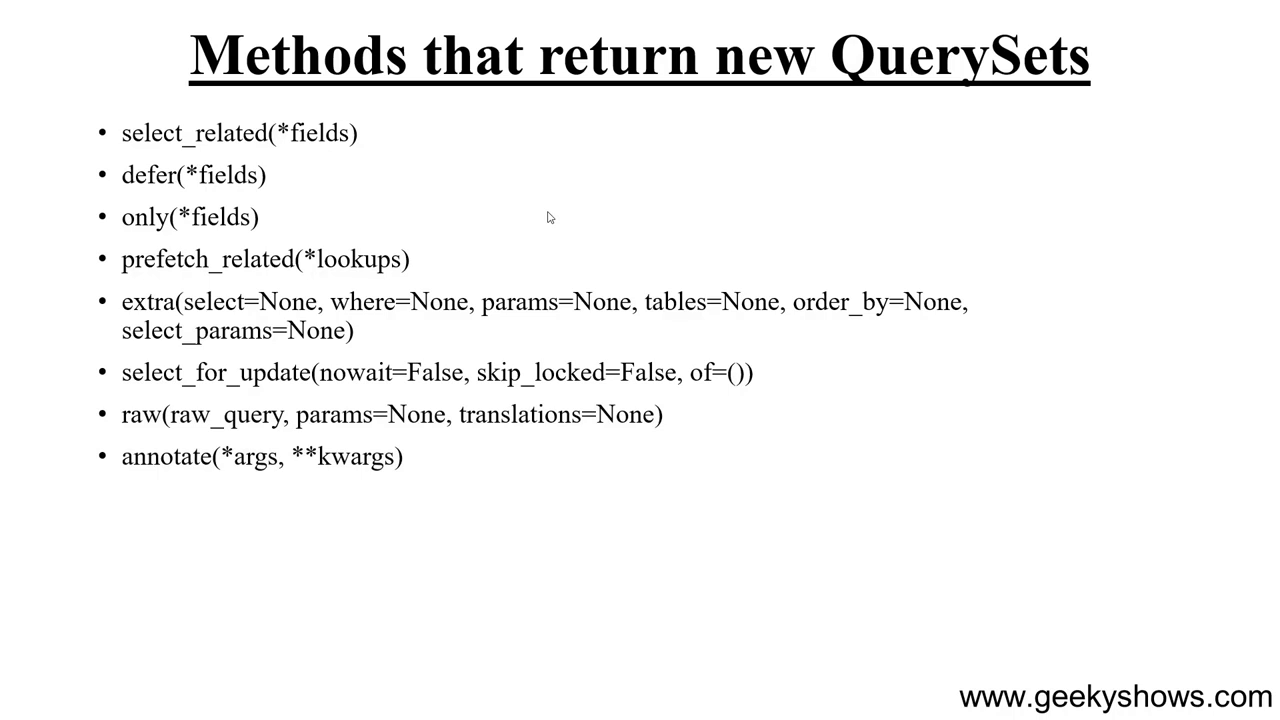 Methods that return new QuerySets
• select_related(*fields)
• defer(*fields)
• only(*fields)
• prefetch_related(*lookups)
• extra(select=None, where=None, params=None, tables=None, order_by=None,
select_params=None)
• select_for_update(nowait=False, skip_locked=False, of=())
• raw(raw_query, params=None, translations=None)
• annotate(*args, **kwargs)
www.geekyshows.com